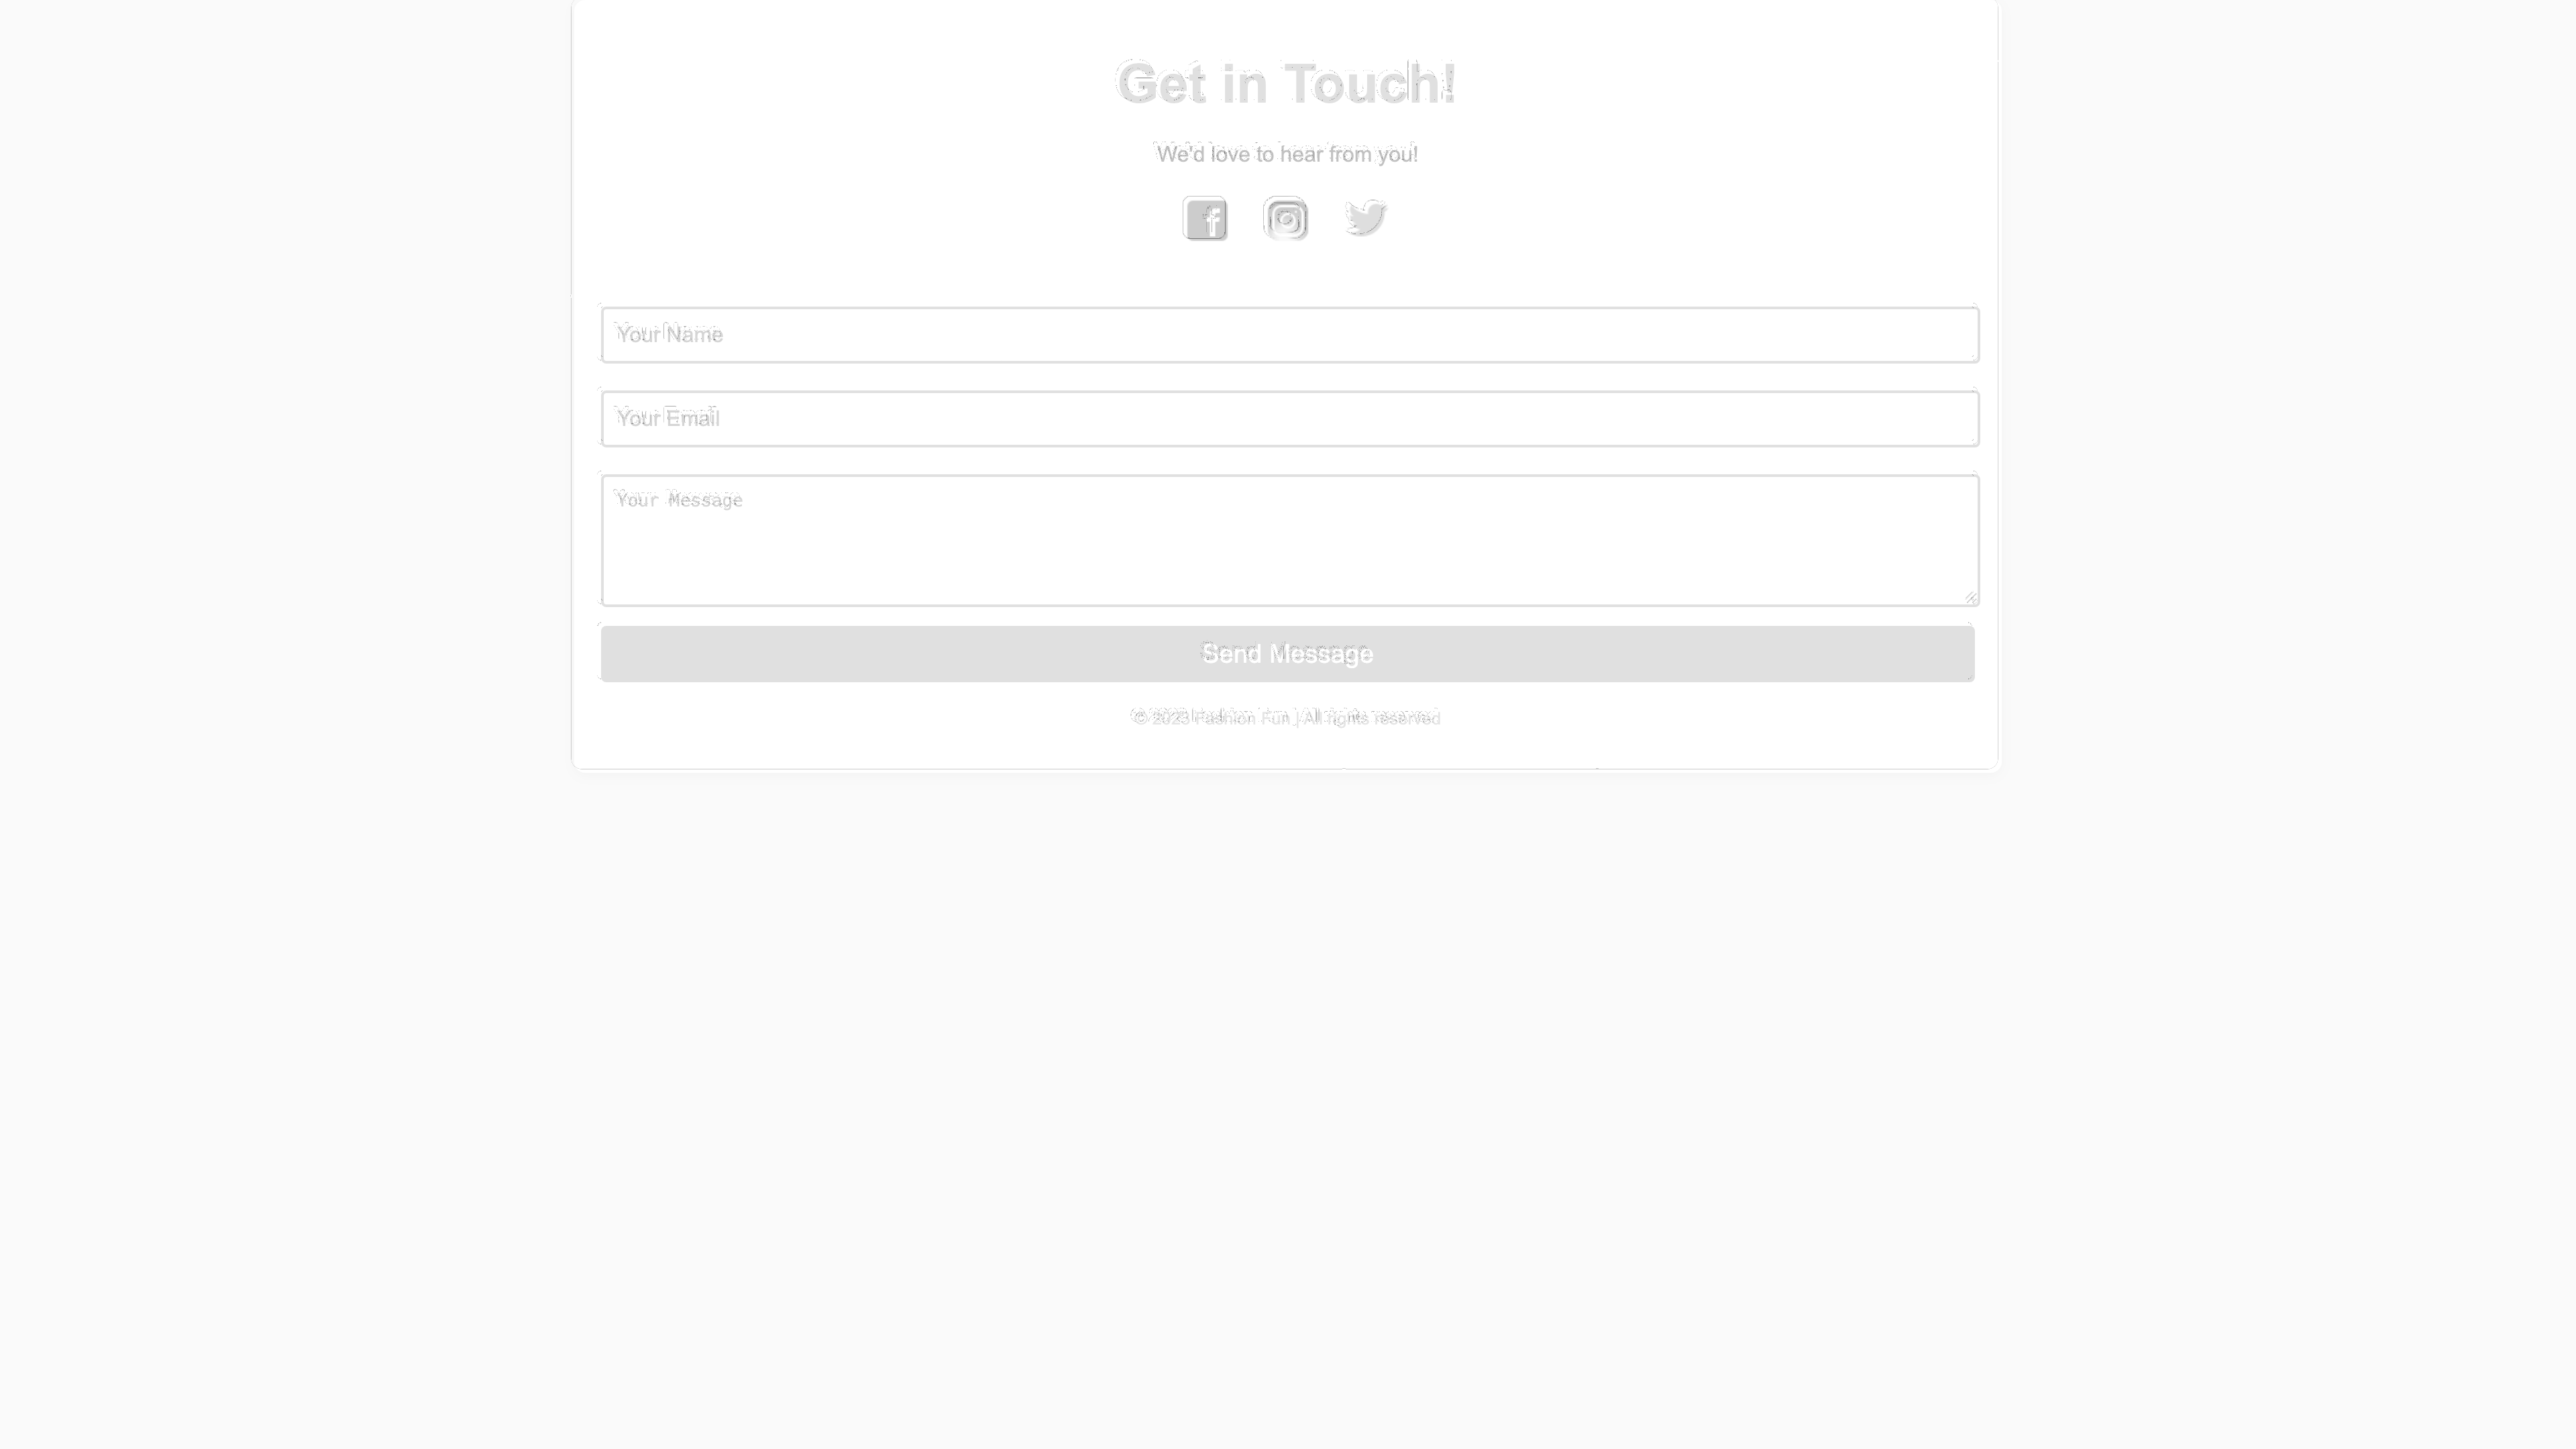 Get in Touch!
We'd love to hear from you!
Your Name
Your Email
Your Message
Send Message
© 2023 Fashion Fun | All rights reserved